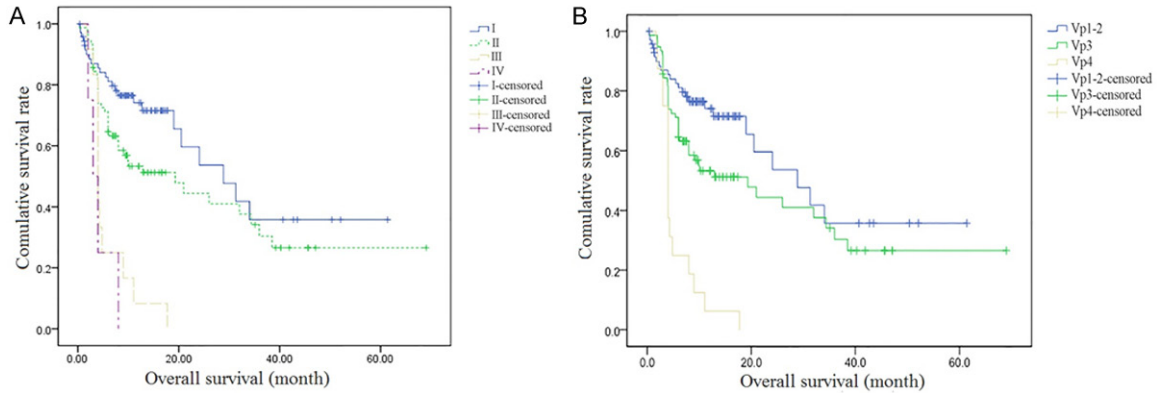 A
Comulative survival rate
1.0
0.8
0.6
0.4
0.2
0.0
0.00 20.00 40.00 60.00
Overall survival (month)
I
II
III
IV
I-censored
II-censored
III-censored
IV-censored
B
Comulative survival rate
1.0
0.8
0.6
0.4
0.2
0.0
0.0 20.0 40.0 60.0
Overall survival (month)
Vp1-2
Vp3
Vp4
Vp1-2-censored
Vp3-censored
Vp4-censored